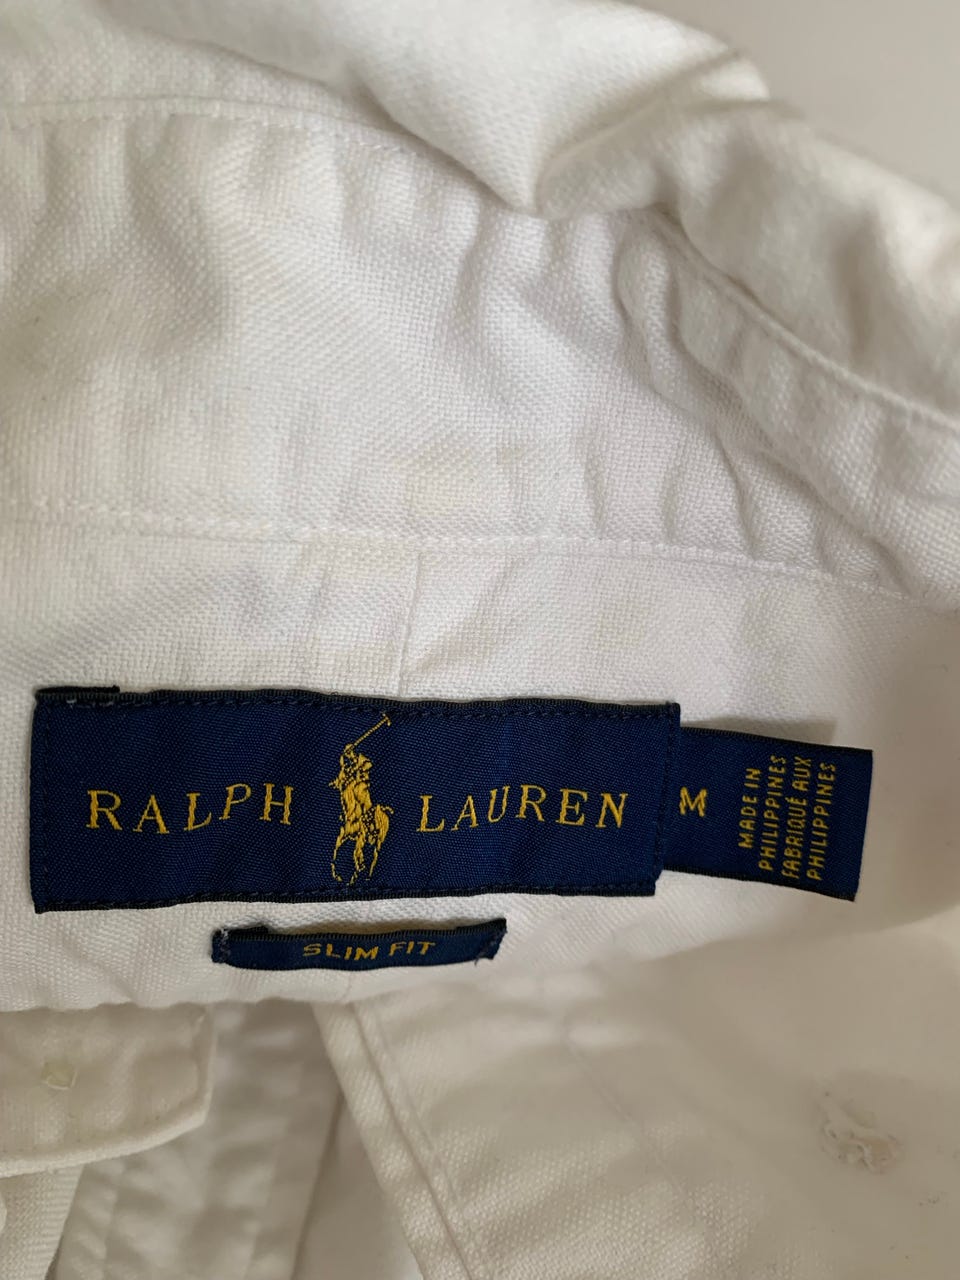 RALPH LAUREN
M
MADE IN
PHILIPPINES
FABRIQUÉ AUX
PHILIPPINES
SLIM FIT